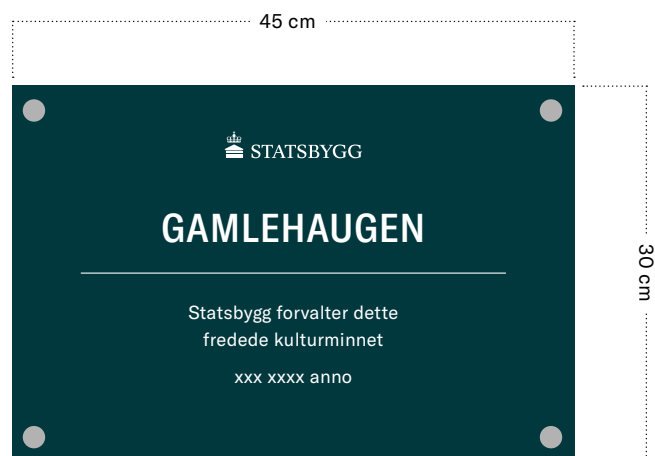 45 cm
STATSBYGG
GAMLEHAUGEN
30 cm
Statsbygg forvalter dette
fredede kulturminnet
xxx xxxx anno